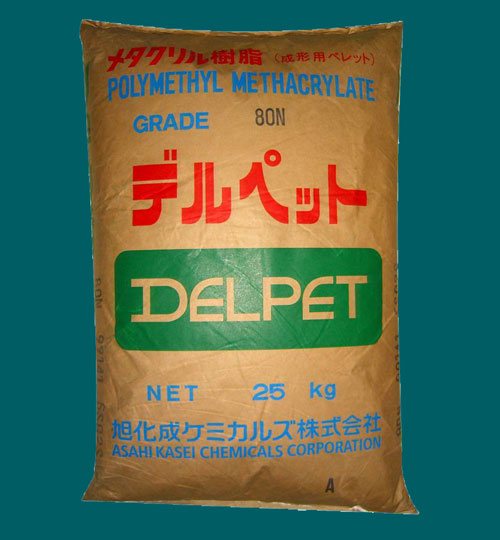 メタクリル樹脂 (成形用ペレット)
POLYMETHYL METHACRYLATE
GRADE 80N
デルペット
DELPET
NET 25 kg
旭化成ケミカルズ株式会社
ASAHI KASEI CHEMICALS CORPORATION
A